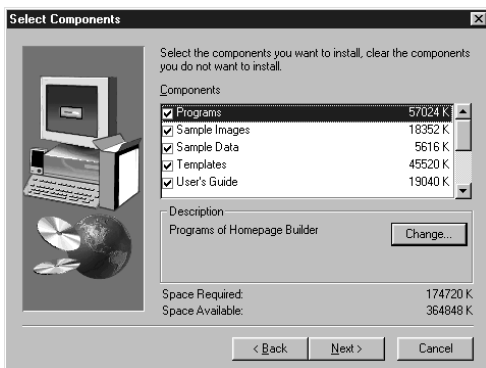 Select Components
Select the components you want to install, clear the components
you do not want to install.
Components
Programs 57024 K
Sample Images 18352 K
Sample Data 5616 K
Templates 45520 K
User's Guide 19040 K
Description
Programs of Homepage Builder
Change...
Space Required: 174720 K
Space Available: 364848 K
< Back Next > Cancel